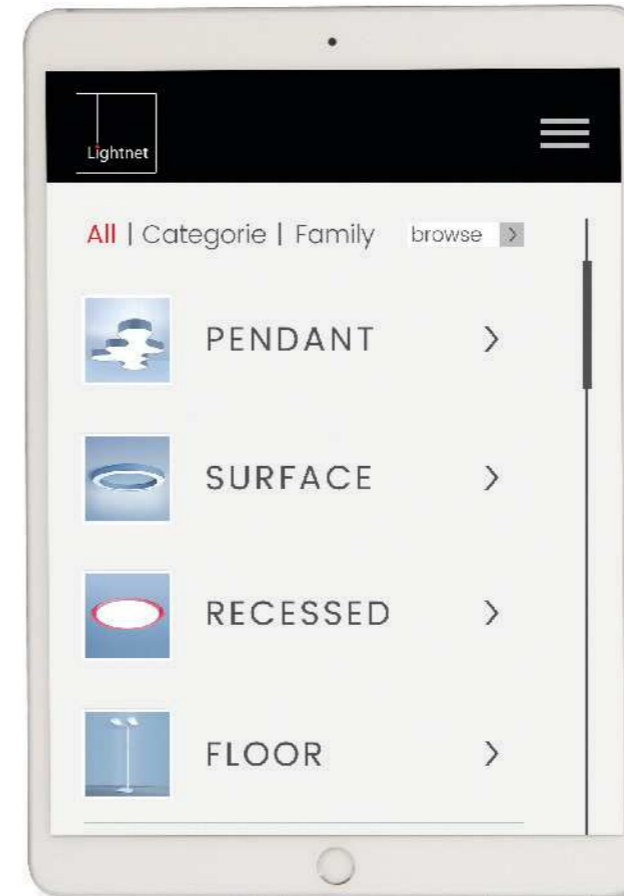 Lightnet
All | Categorie | Family browse >
PENDANT >
SURFACE >
RECESSED >
FLOOR >